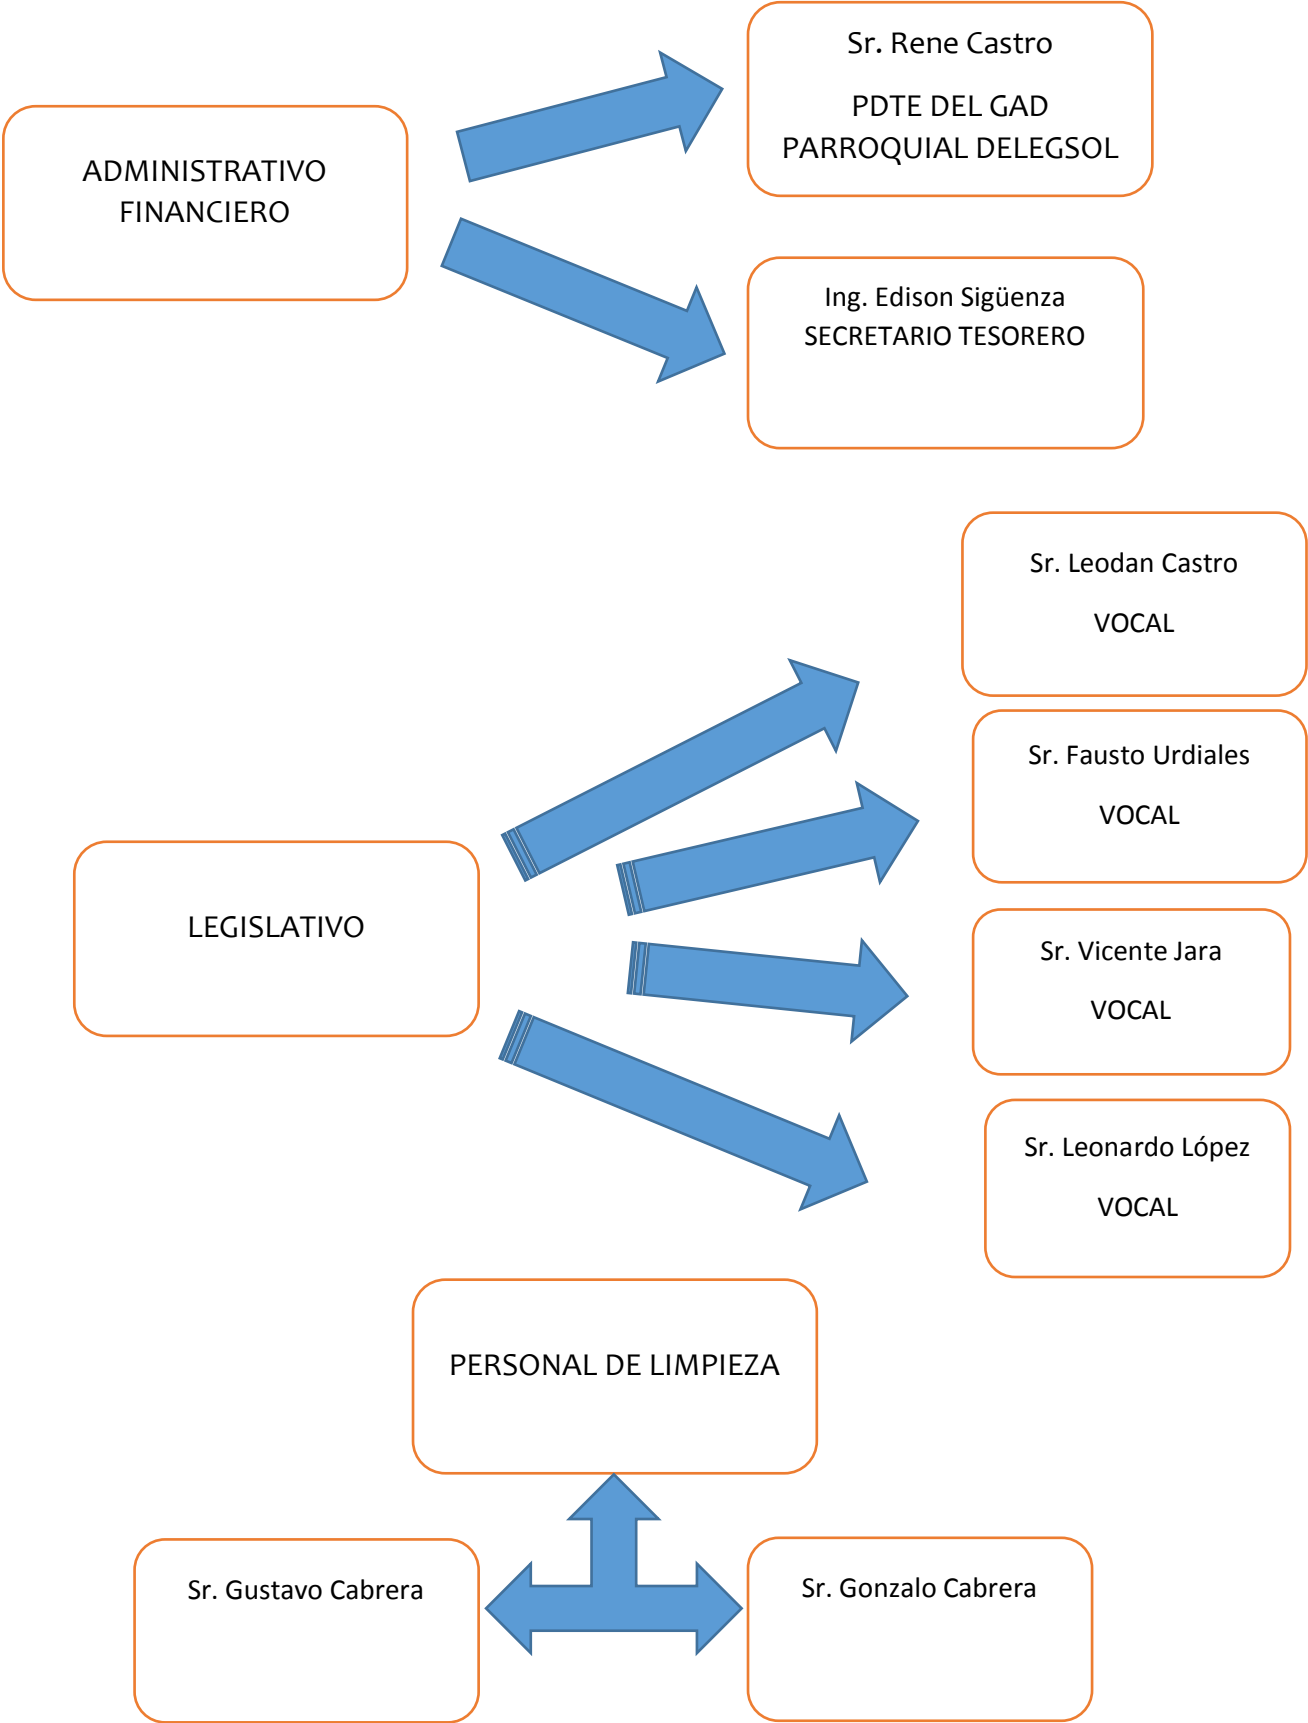 Sr. Rene Castro
PDTE DEL GAD
PARROQUIAL DELEGSOL
ADMINISTRATIVO
FINANCIERO
Ing. Edison Sigüenza
SECRETARIO TESORERO
Sr. Leodan Castro
VOCAL
Sr. Fausto Urdiales
VOCAL
LEGISLATIVO
Sr. Vicente Jara
VOCAL
Sr. Leonardo López
VOCAL
PERSONAL DE LIMPIEZA
Sr. Gustavo Cabrera
Sr. Gonzalo Cabrera